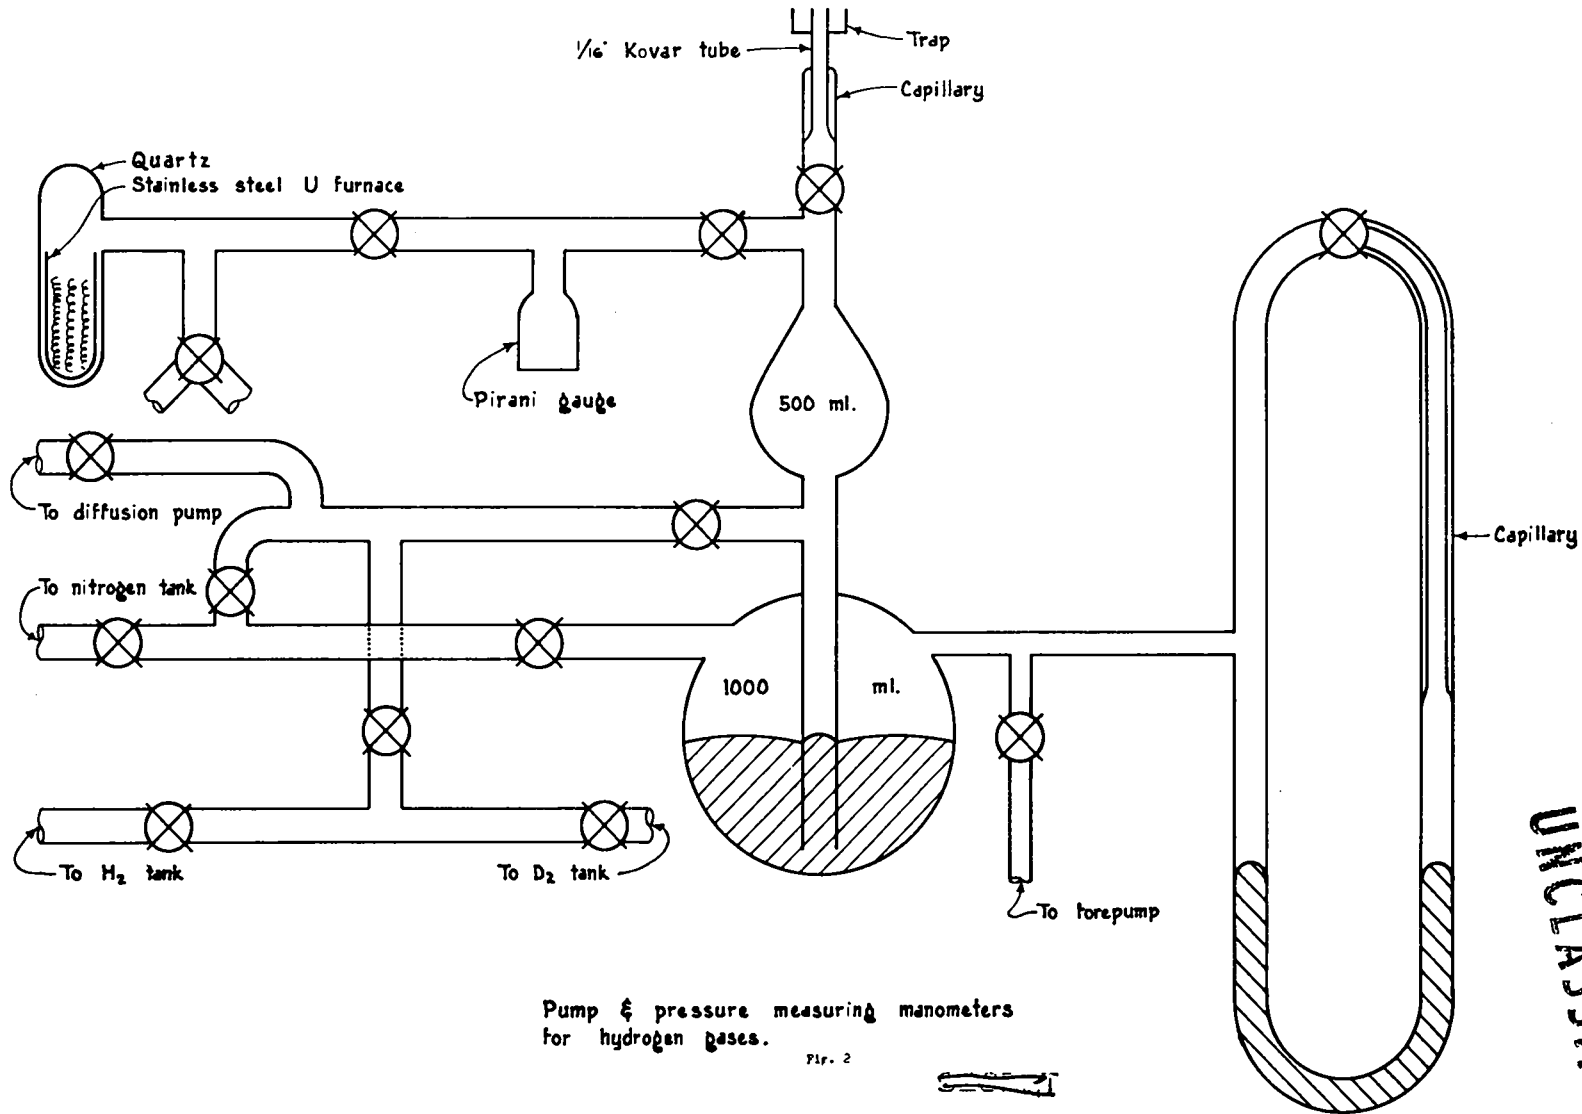 Trap
1/16" Kovar tube
Capillary
Quartz
Stainless steel U furnace
Pirani gauge
500 ml.
To diffusion pump
Capillary
To nitrogen tank
1000 ml.
To H2 tank
To D2 tank
To forepump
Pump & pressure measuring manometers
for hydrogen gases.
Fig. 2